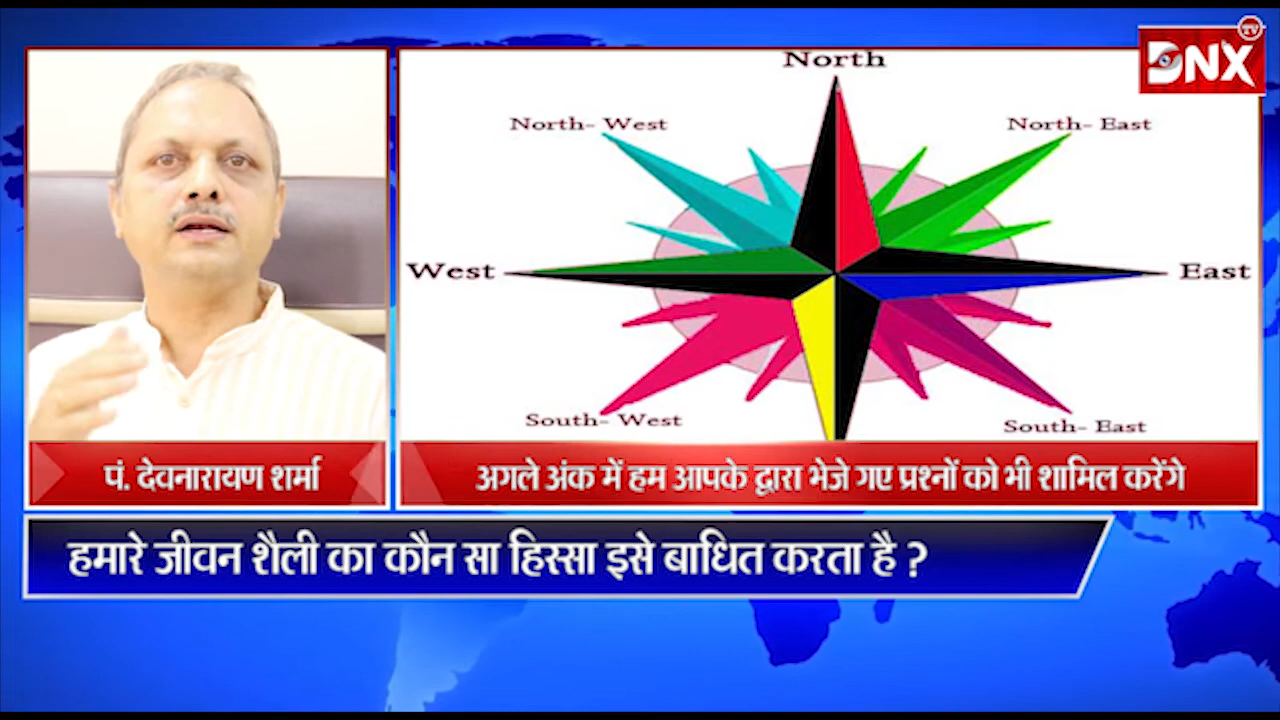 TV
DNX
North
North- West
North- East
West
East
South- West
South- East
पं. देवनारायण शर्मा
अगले अंक में हम आपके द्वारा भेजे गए प्रश्नों को भी शामिल करेंगे
हमारे जीवन शैली का कौन सा हिस्सा इसे बाधित करता है ?